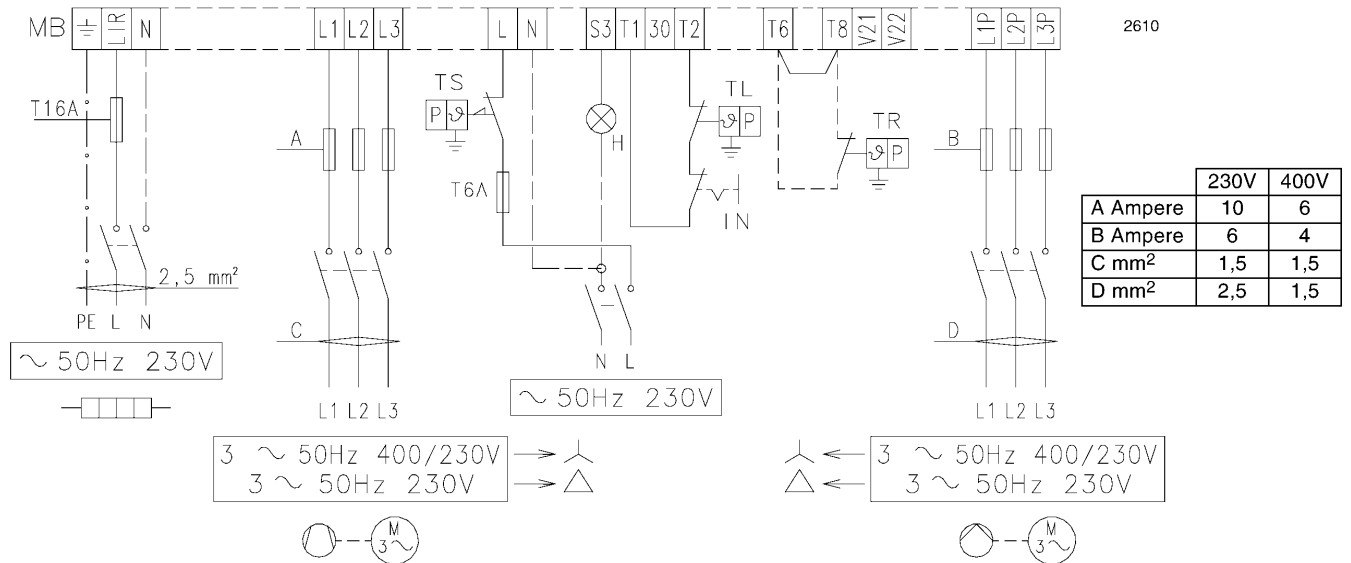 MB ⏚ L1R N L1 L2 L3 L N S3 T1 30 T2 T6 T8 V21 V22 L1P L2P L3P 2610
TS
P ϑ
TL
ϑ P
T16A
H
TR
ϑ P
A
B
T6A
IN
230V 400V
A Ampere 10 6
B Ampere 6 4
C mm² 1,5 1,5
D mm² 2,5 1,5
2,5 mm²
PE L N
C
D
N L
~ 50Hz 230V
~ 50Hz 230V
L1 L2 L3
L1 L2 L3
3 ~ 50Hz 400/230V
3 ~ 50Hz 230V
3 ~ 50Hz 400/230V
3 ~ 50Hz 230V
M
3~
M
3~